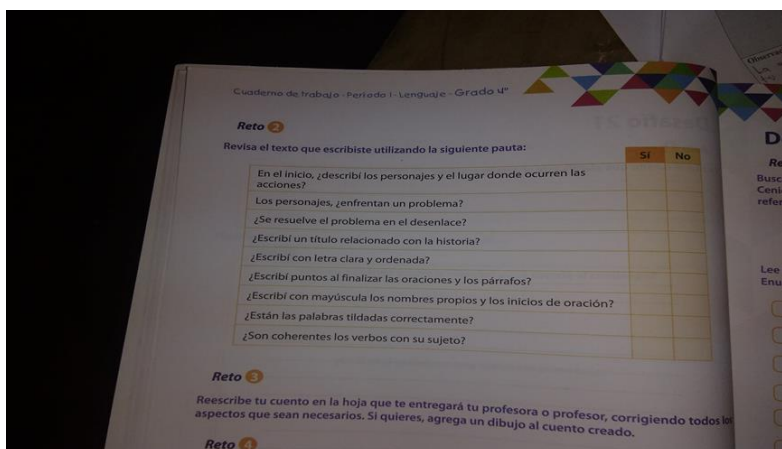 Cuaderno de trabajo - Período I - Lenguaje - Grado 4°
Reto 2
Revisa el texto que escribiste utilizando la siguiente pauta:
Sí No
En el inicio, ¿describí los personajes y el lugar donde ocurren las
acciones?
Los personajes, ¿enfrentan un problema?
¿Se resuelve el problema en el desenlace?
¿Escribí un título relacionado con la historia?
¿Escribí con letra clara y ordenada?
¿Escribí puntos al finalizar las oraciones y los párrafos?
¿Escribí con mayúscula los nombres propios y los inicios de oración?
¿Están las palabras tildadas correctamente?
¿Son coherentes los verbos con su sujeto?
Reto 3
Reescribe tu cuento en la hoja que te entregará tu profesora o profesor, corrigiendo todos los
aspectos que sean necesarios. Si quieres, agrega un dibujo al cuento creado.
Reto 4
D
Re
Busc
Ceni
refer
Lee
Enu